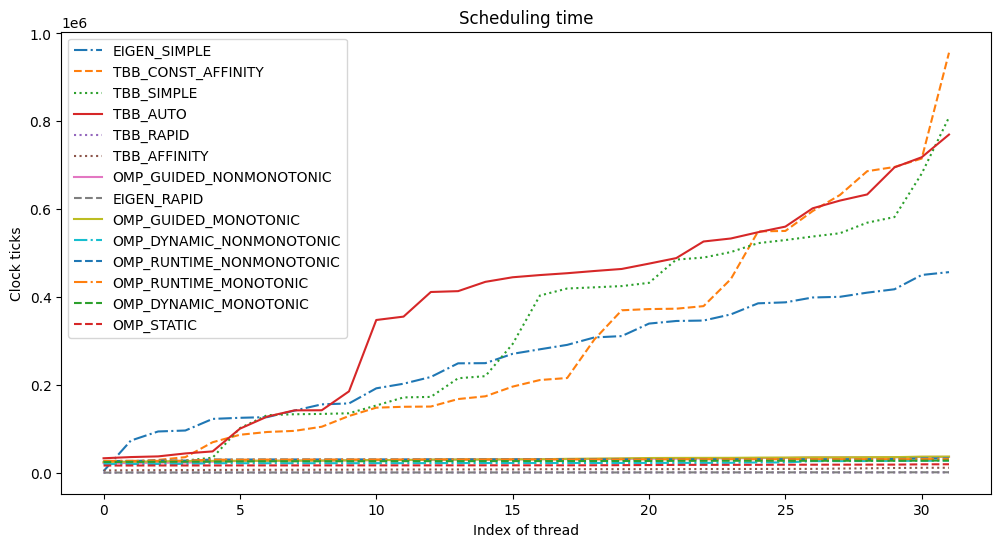 Scheduling time
1e6
1.0
0.8
0.6
0.4
0.2
0.0
Clock ticks
EIGEN_SIMPLE
TBB_CONST_AFFINITY
TBB_SIMPLE
TBB_AUTO
TBB_RAPID
TBB_AFFINITY
OMP_GUIDED_NONMONOTONIC
EIGEN_RAPID
OMP_GUIDED_MONOTONIC
OMP_DYNAMIC_NONMONOTONIC
OMP_RUNTIME_NONMONOTONIC
OMP_RUNTIME_MONOTONIC
OMP_DYNAMIC_MONOTONIC
OMP_STATIC
0 5 10 15 20 25 30
Index of thread